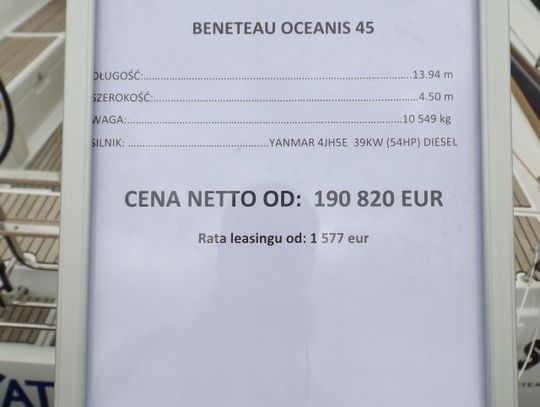 BENETEAU OCEANIS 45
DŁUGOŚĆ:.......................................................................................13.94 m
SZEROKOŚĆ:......................................................................................4.50 m
WAGA:.........................................................................................10 549 kg
SILNIK: ..............................................YANMAR 4JH5E 39KW (54HP) DIESEL
CENA NETTO OD: 190 820 EUR
Rata leasingu od: 1 577 eur
AT